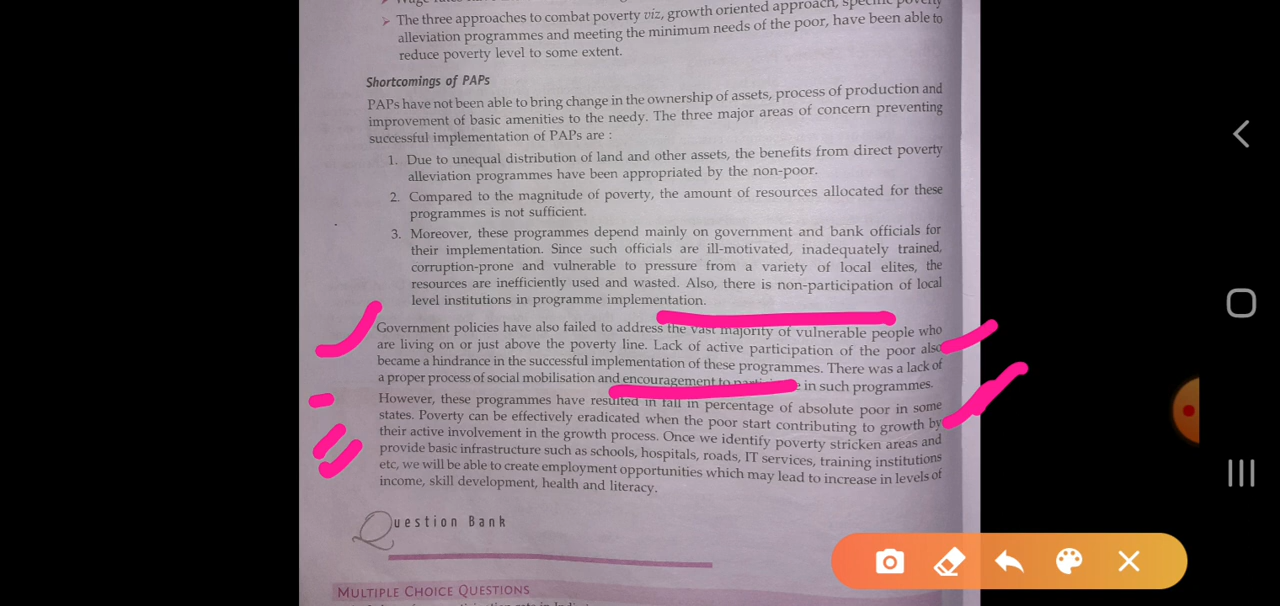 The three approaches to combat poverty viz, growth oriented approach, specific poverty
alleviation programmes and meeting the minimum needs of the poor, have been able to
reduce poverty level to some extent.
Shortcomings of PAPs
PAPs have not been able to bring change in the ownership of assets, process of production and
improvement of basic amenities to the needy. The three major areas of concern preventing
successful implementation of PAPs are :
1. Due to unequal distribution of land and other assets, the benefits from direct poverty
alleviation programmes have been appropriated by the non-poor.
2. Compared to the magnitude of poverty, the amount of resources allocated for these
programmes is not sufficient.
3. Moreover, these programmes depend mainly on government and bank officials for
their implementation. Since such officials are ill-motivated, inadequately trained,
corruption-prone and vulnerable to pressure from a variety of local elites, the
resources are inefficiently used and wasted. Also, there is non-participation of local
level institutions in programme implementation.
Government policies have also failed to address the vast majority of vulnerable people who
are living on or just above the poverty line. Lack of active participation of the poor also
became a hindrance in the successful implementation of these programmes. There was a lack of
a proper process of social mobilisation and encouragement to in such programmes.
However, these programmes have resulted in fall in percentage of absolute poor in some
states. Poverty can be effectively eradicated when the poor start contributing to growth by
their active involvement in the growth process. Once we identify poverty stricken areas and
provide basic infrastructure such as schools, hospitals, roads, IT services, training institutions
etc, we will be able to create employment opportunities which may lead to increase in levels of
income, skill development, health and literacy.
Question Bank
MULTIPLE CHOICE QUESTIONS